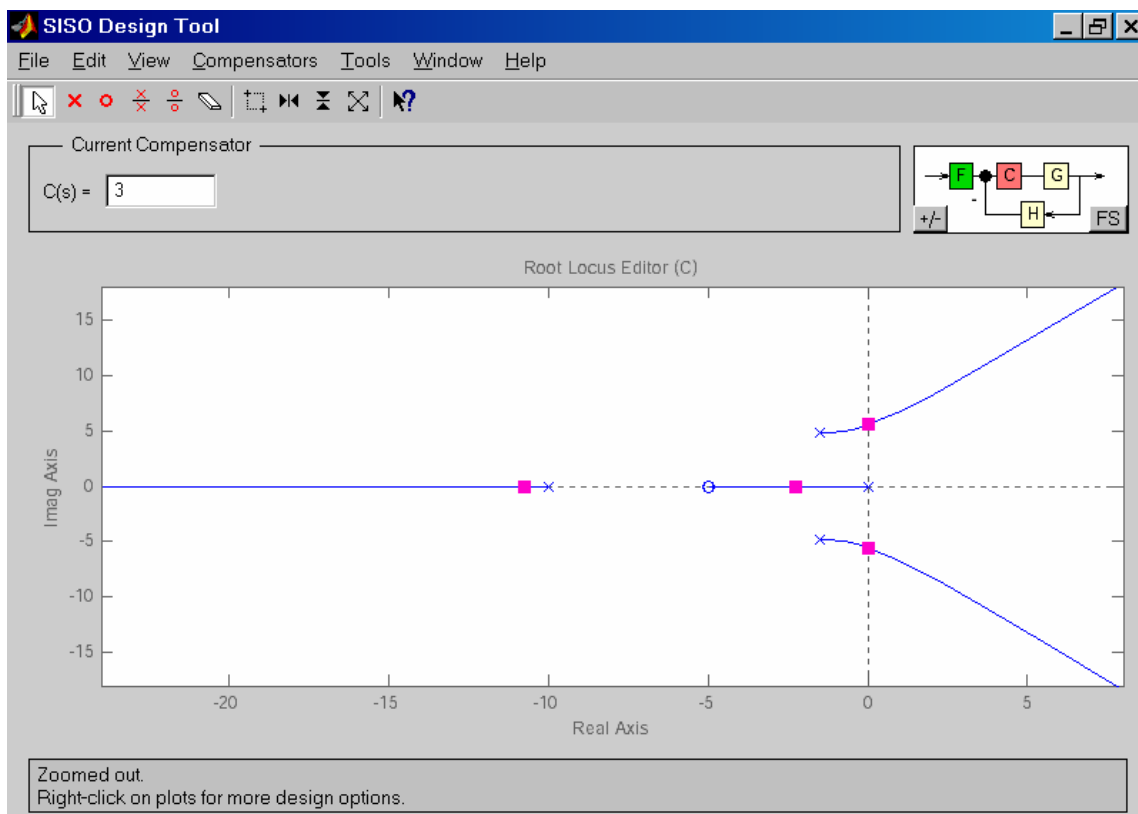 SISO Design Tool
File Edit View Compensators Tools Window Help
Current Compensator
C(s) = 3
F C G
- H
+/- FS
Root Locus Editor (C)
15
10
5
0
-5
-10
-15
Imag Axis
-20 -15 -10 -5 0 5
Real Axis
Zoomed out.
Right-click on plots for more design options.